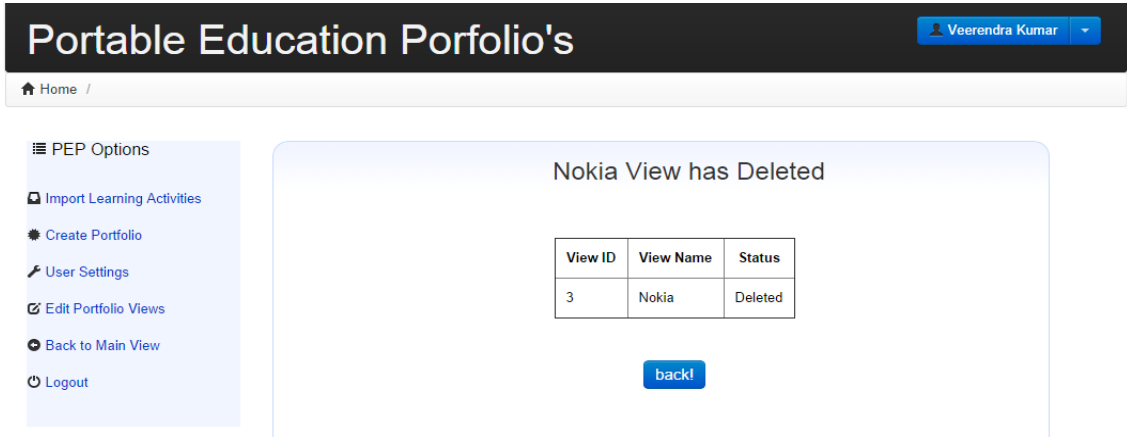 Portable Education Porfolio's
Veerendra Kumar
Home /
PEP Options
Import Learning Activities
Create Portfolio
User Settings
Edit Portfolio Views
Back to Main View
Logout
Nokia View has Deleted
View ID View Name Status
3 Nokia Deleted
back!